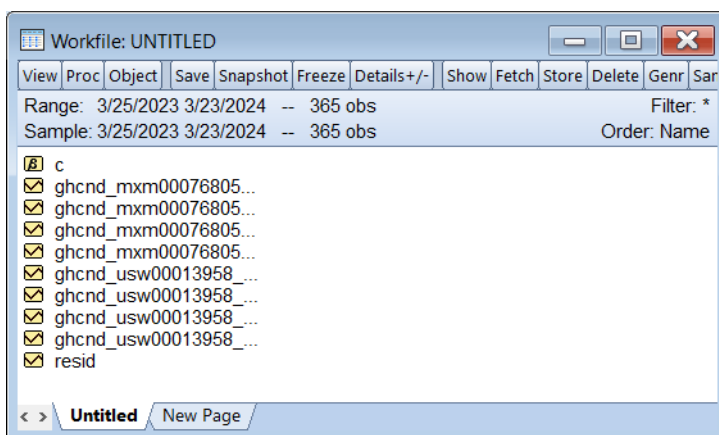 Workfile: UNTITLED
View Proc Object Save Snapshot Freeze Details+/- Show Fetch Store Delete Genr Sar
Range: 3/25/2023 3/23/2024 -- 365 obs Filter: *
Sample: 3/25/2023 3/23/2024 -- 365 obs Order: Name
β c
ghcnd_mxm00076805...
ghcnd_mxm00076805...
ghcnd_mxm00076805...
ghcnd_mxm00076805...
ghcnd_usw00013958_...
ghcnd_usw00013958_...
ghcnd_usw00013958_...
ghcnd_usw00013958_...
resid
< > Untitled New Page